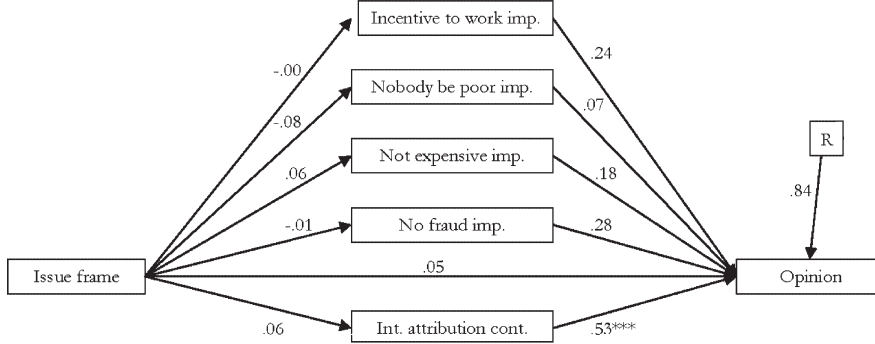 Incentive to work imp.
-.00
.24
Nobody be poor imp.
-.08
.07
R
Not expensive imp.
.06
.18
.84
No fraud imp.
-.01
.28
Issue frame
.05
Opinion
.06
Int. attribution cont.
.53***